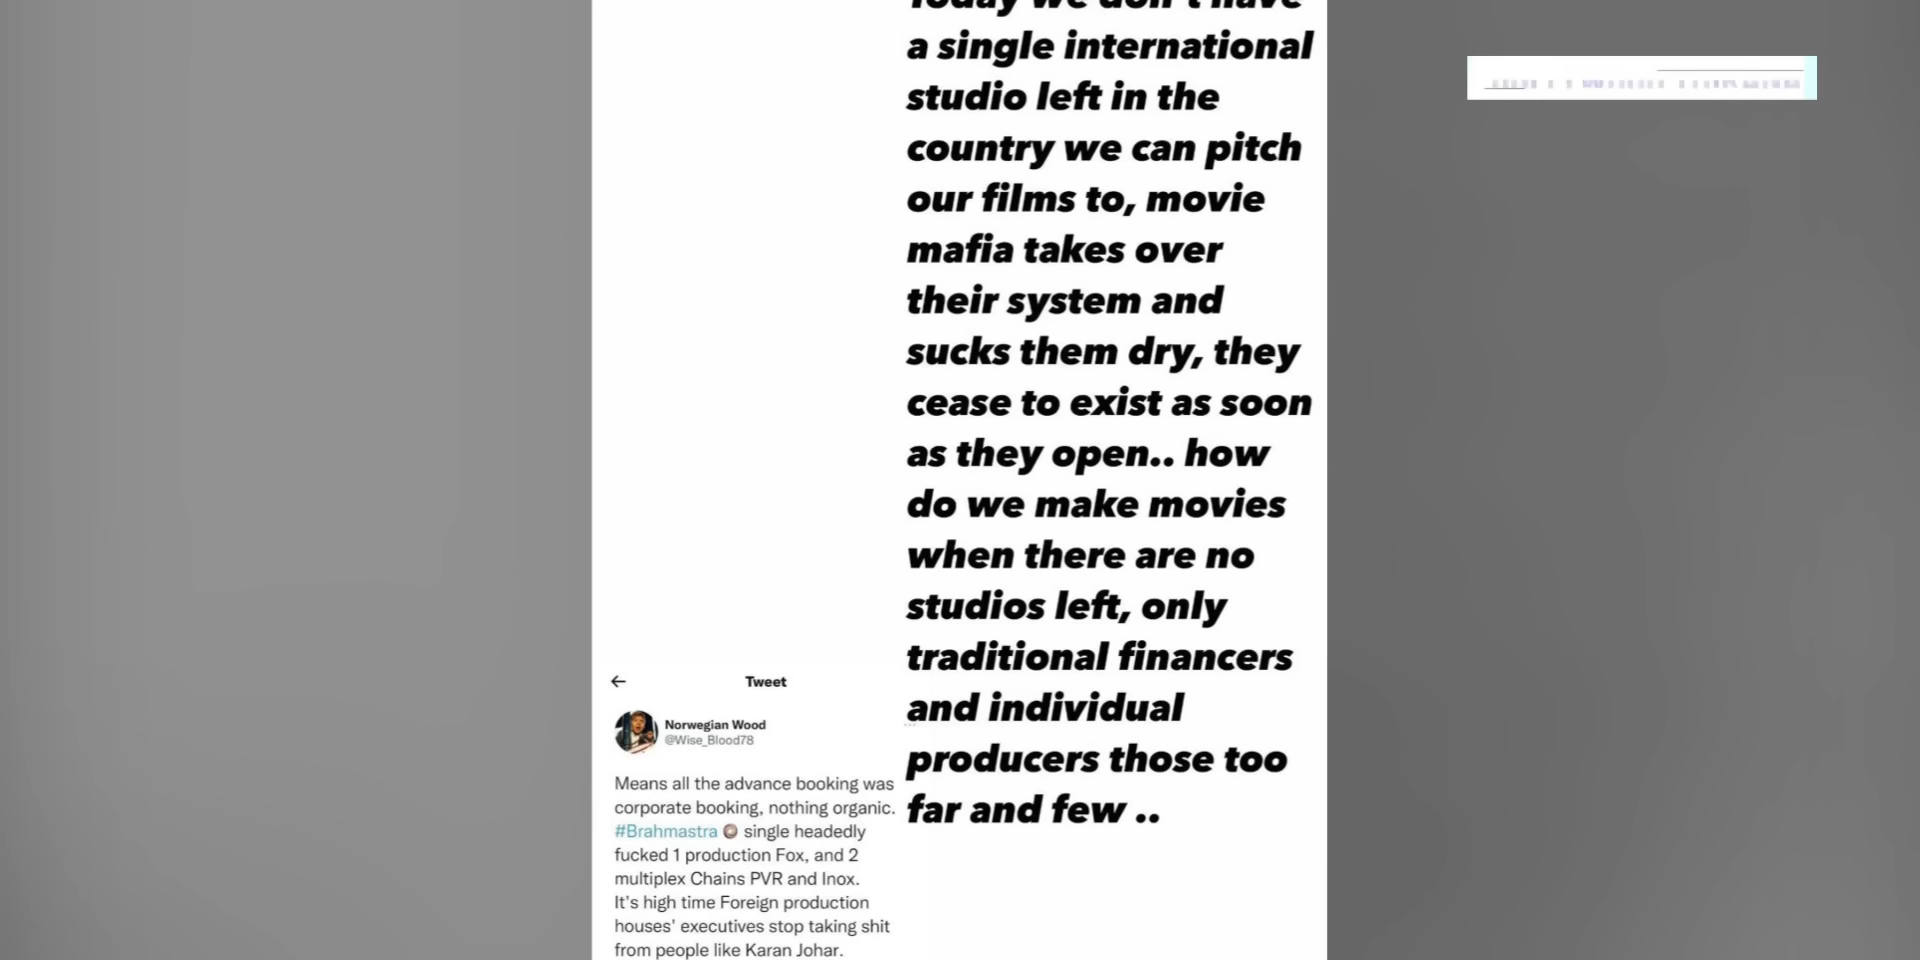 Today we don't have
a single international
studio left in the
country we can pitch
our films to, movie
mafia takes over
their system and
sucks them dry, they
cease to exist as soon
as they open.. how
do we make movies
when there are no
studios left, only
traditional financers
and individual
producers those too
far and few ..
Tweet
Norwegian Wood
@Wise_Blood78
Means all the advance booking was
corporate booking, nothing organic.
#Brahmastra single headedly
fucked 1 production Fox, and 2
multiplex Chains PVR and Inox.
It's high time Foreign production
houses' executives stop taking shit
from people like Karan Johar.